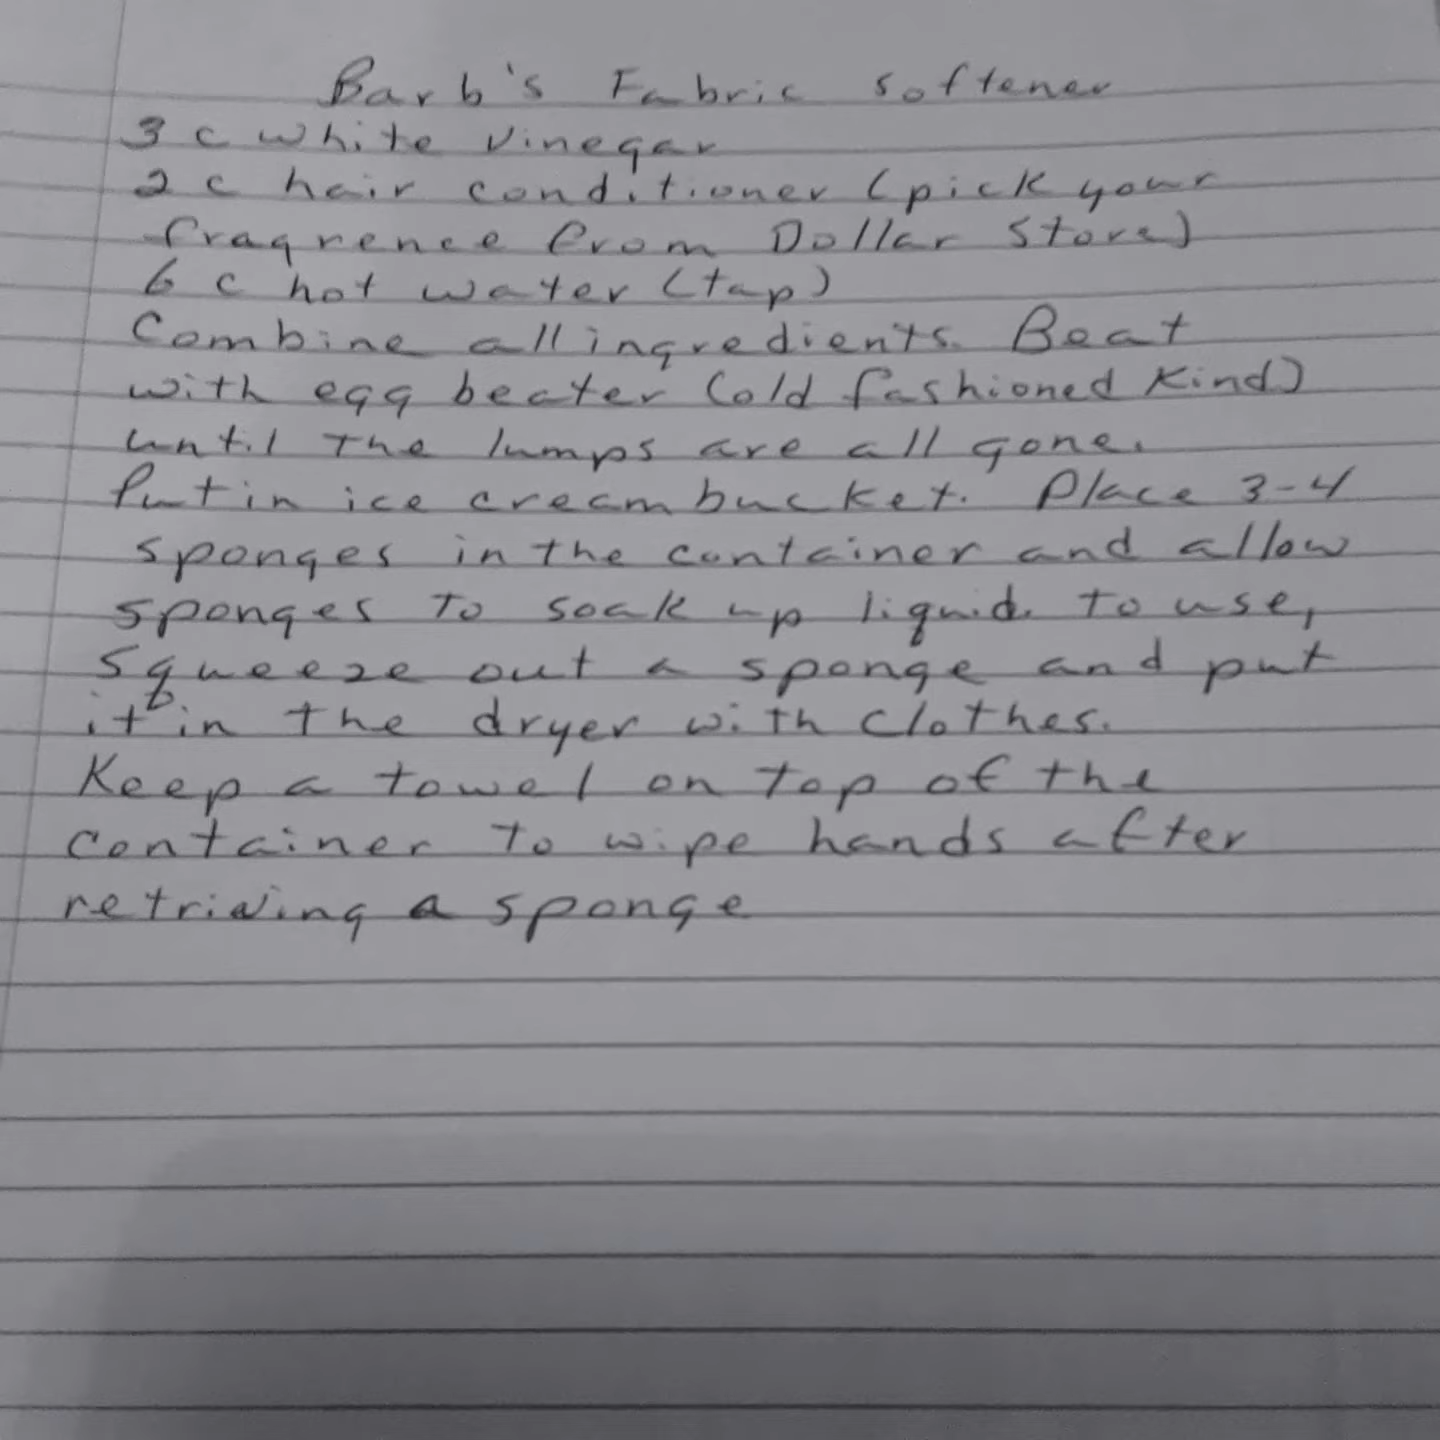 Barb's Fabric Softener
3 c white vinegar
2 c hair conditioner (pick your
fragrence from Dollar Store)
6 c hot water (tap)
Combine all ingredients. Beat
with egg beater (old fashioned kind)
until the lumps are all gone.
Put in ice cream bucket. Place 3-4
sponges in the container and allow
sponges to soak up liquid. To use,
squeeze out a sponge and put
it in the dryer with clothes.
Keep a towel on top of the
container to wipe hands after
retriving a sponge